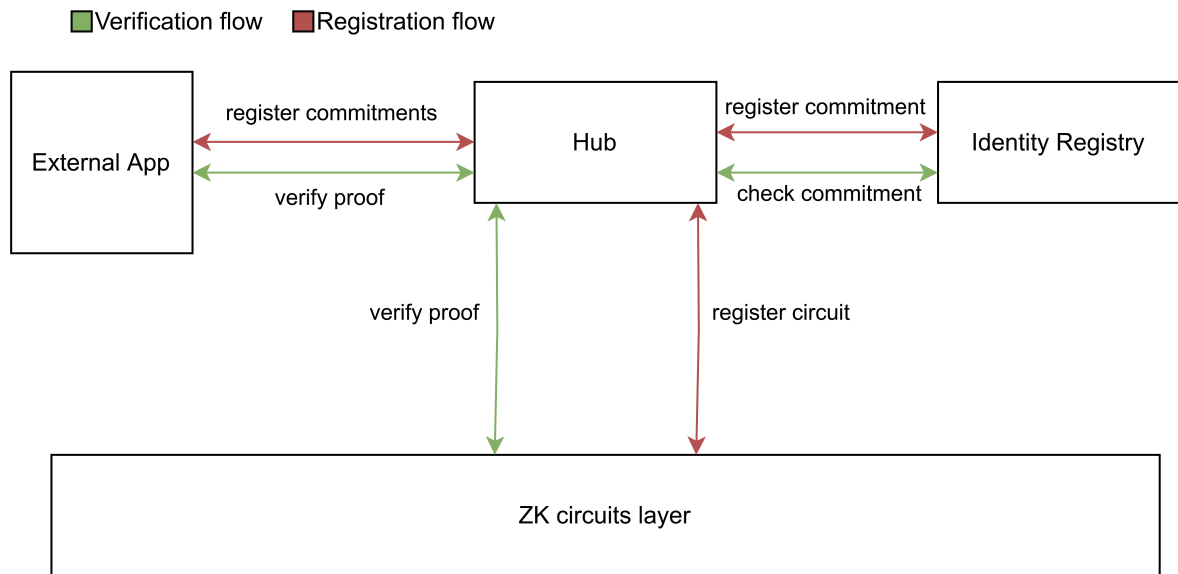 Verification flow
Registration flow
External App
register commitments
verify proof
Hub
register commitment
check commitment
Identity Registry
verify proof
register circuit
ZK circuits layer